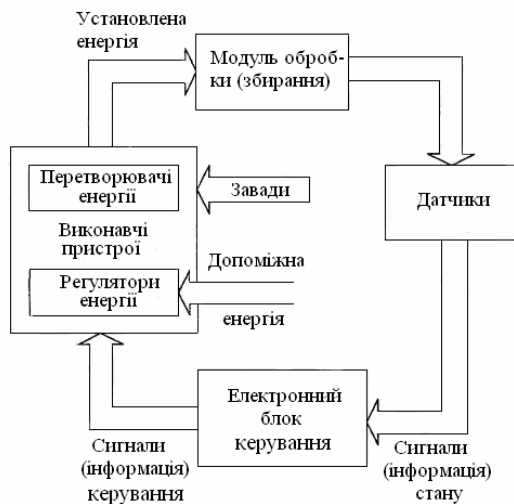 Установлена
енергія
Модуль оброб-
ки (збирання)
Перетворювачі
енергії
Завади
Датчики
Виконавчі
пристрої
Допоміжна
Регулятори
енергії
енергія
Електронний
блок
керування
Сигнали
(інформація)
керування
Сигнали
(інформація)
стану